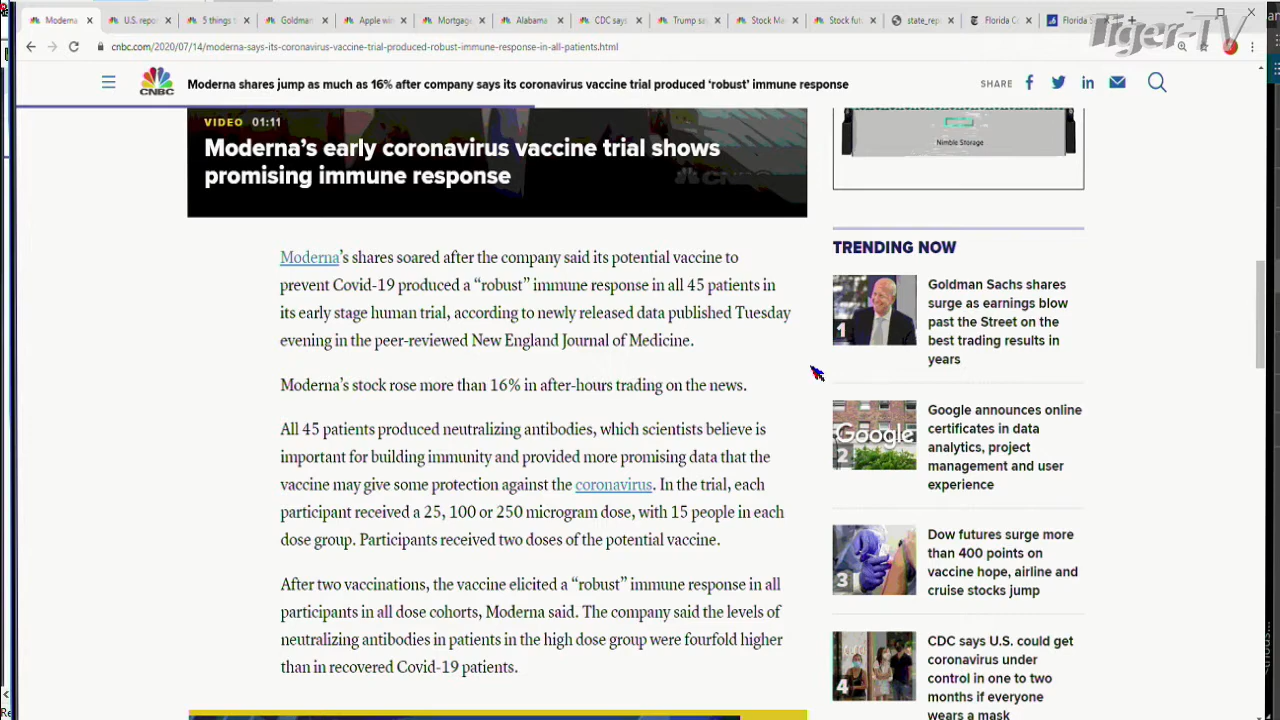 Moderna
U.S. repor
5 things t
Goldman
Apple win
Mortgage
Alabama
CDC says
Trump s
Stock Ma
Stock fut
state_rep
Florida C
Florida
Tiger-TV
cnbc.com/2020/07/14/moderna-says-its-coronavirus-vaccine-trial-produced-robust-immune-response-in-all-patients.html
CNBC
Moderna shares jump as much as 16% after company says its coronavirus vaccine trial produced ‘robust’ immune response
SHARE
VIDEO 01:11
Moderna’s early coronavirus vaccine trial shows
promising immune response
CNBC
Moderna’s shares soared after the company said its potential vaccine to
prevent Covid-19 produced a “robust” immune response in all 45 patients in
its early stage human trial, according to newly released data published Tuesday
evening in the peer-reviewed New England Journal of Medicine.
Moderna’s stock rose more than 16% in after-hours trading on the news.
All 45 patients produced neutralizing antibodies, which scientists believe is
important for building immunity and provided more promising data that the
vaccine may give some protection against the coronavirus. In the trial, each
participant received a 25, 100 or 250 microgram dose, with 15 people in each
dose group. Participants received two doses of the potential vaccine.
After two vaccinations, the vaccine elicited a “robust” immune response in all
participants in all dose cohorts, Moderna said. The company said the levels of
neutralizing antibodies in patients in the high dose group were fourfold higher
than in recovered Covid-19 patients.
Nimble Storage
TRENDING NOW
1
Goldman Sachs shares
surge as earnings blow
past the Street on the
best trading results in
years
Google
2
Google announces online
certificates in data
analytics, project
management and user
experience
3
Dow futures surge more
than 400 points on
vaccine hope, airline and
cruise stocks jump
4
CDC says U.S. could get
coronavirus under
control in one to two
months if everyone
wears a mask